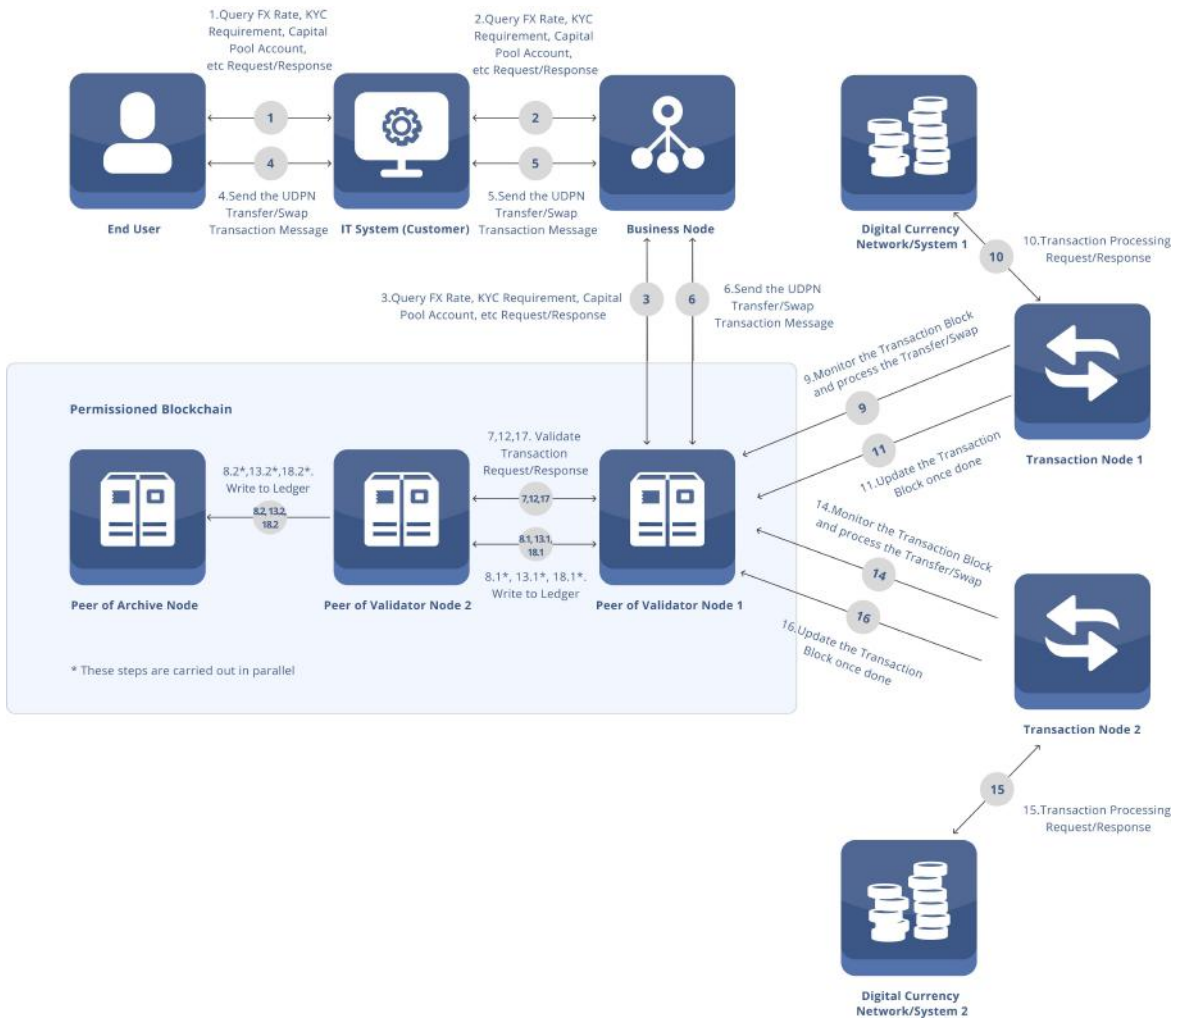 1.Query FX Rate, KYC
Requirement, Capital
Pool Account,
etc Request/Response
2.Query FX Rate, KYC
Requirement, Capital
Pool Account,
etc Request/Response
1
2
4
5
4.Send the UDPN
Transfer/Swap
Transaction Message
5.Send the UDPN
Transfer/Swap
Transaction Message
End User
IT System (Customer)
Business Node
Digital Currency
Network/System 1
10
10.Transaction Processing
Request/Response
3.Query FX Rate, KYC Requirement, Capital
Pool Account, etc Request/Response
3
6
6.Send the UDPN
Transfer/Swap
Transaction Message
9.Monitor the Transaction Block
and process the Transfer/Swap
9
11
11.Update the Transaction
Block once done
Transaction Node 1
Permissioned Blockchain
8.2*,13.2*,18.2*.
Write to Ledger
8.2, 13.2,
18.2
7,12,17. Validate
Transaction
Request/Response
7,12,17
8.1, 13.1,
18.1
8.1*, 13.1*, 18.1*.
Write to Ledger
Peer of Archive Node
Peer of Validator Node 2
Peer of Validator Node 1
14.Monitor the Transaction Block
and process the Transfer/Swap
14
16
16.Update the Transaction
Block once done
* These steps are carried out in parallel
Transaction Node 2
15
15.Transaction Processing
Request/Response
Digital Currency
Network/System 2